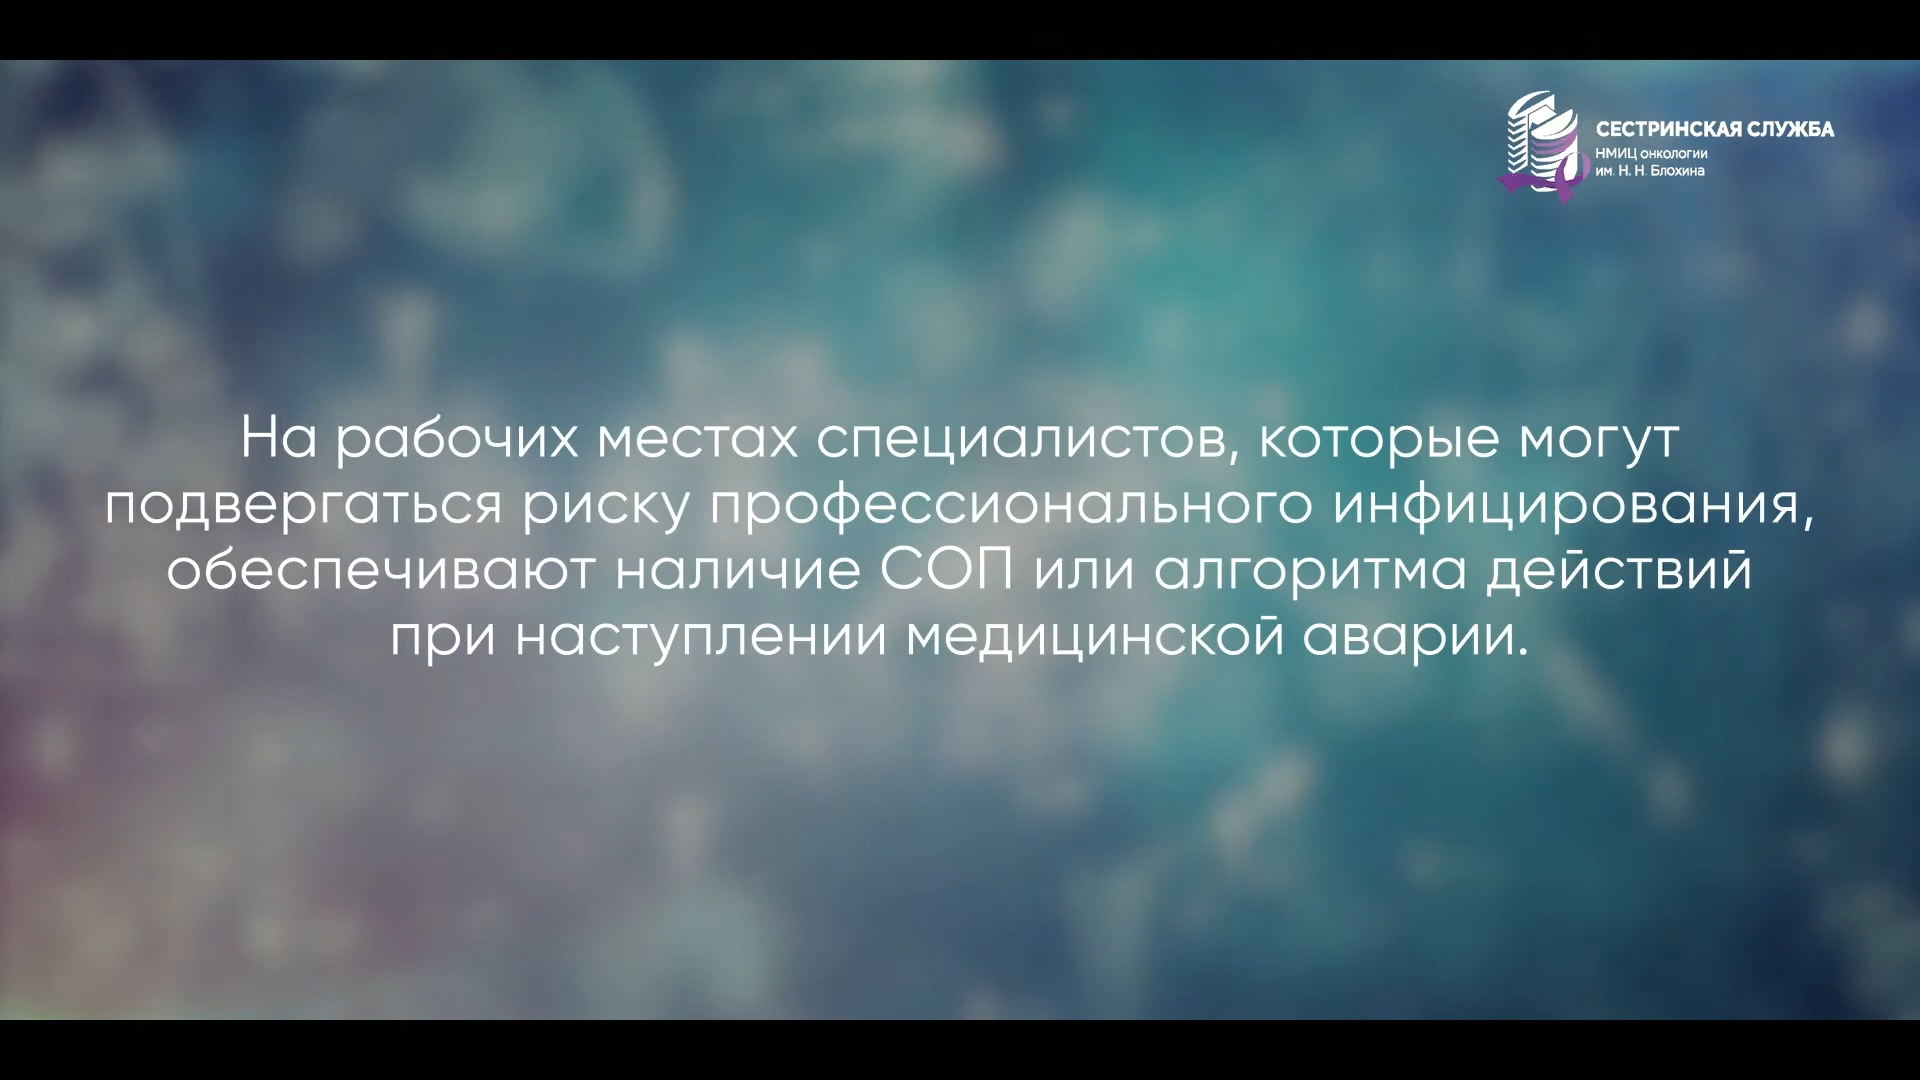 СЕСТРИНСКАЯ СЛУЖБА
НМИЦ онкологии
им. Н. Н. Блохина
На рабочих местах специалистов, которые могут
подвергаться риску профессионального инфицирования,
обеспечивают наличие СОП или алгоритма действий
при наступлении медицинской аварии.